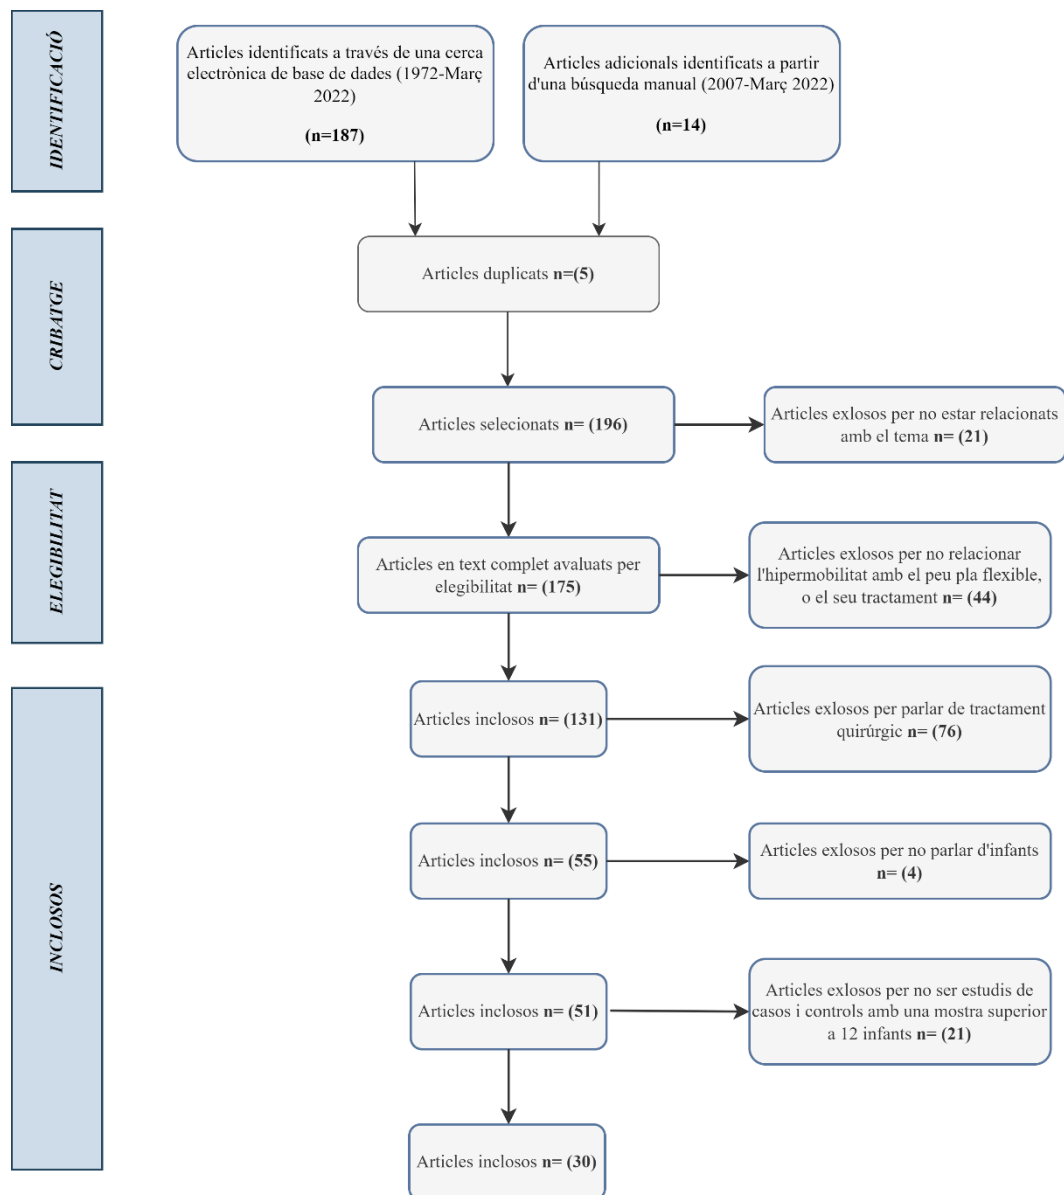 IDENTIFICACIÓ
Articles identificats a través de una cerca
electrònica de base de dades (1972-Març
2022)
(n=187)
Articles adicionals identificats a partir
d'una búsqueda manual (2007-Març 2022)
(n=14)
CRIBATGE
Articles duplicats n=(5)
Articles selecionats n= (196)
Articles exlosos per no estar relacionats
amb el tema n= (21)
ELEGIBILITAT
Articles en text complet avaluats per
elegibilitat n= (175)
Articles exlosos per no relacionar
l'hipermobilitat amb el peu pla flexible,
o el seu tractament n= (44)
INCLOSOS
Articles inclosos n= (131)
Articles exlosos per parlar de tractament
quirúrgic n= (76)
Articles inclosos n= (55)
Articles exlosos per no parlar d'infants
n= (4)
Articles inclosos n= (51)
Articles exlosos per no ser estudis de
casos i controls amb una mostra superior
a 12 infants n= (21)
Articles inclosos n= (30)